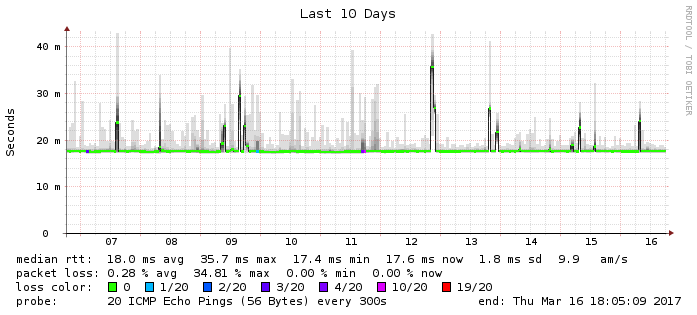 Last 10 Days
RRDTOOL / TOBI OETIKER
Seconds
40 m
30 m
20 m
10 m
0
07 08 09 10 11 12 13 14 15 16
median rtt: 18.0 ms avg 35.7 ms max 17.4 ms min 17.6 ms now 1.8 ms sd 9.9 am/s
packet loss: 0.28 % avg 34.81 % max 0.00 % min 0.00 % now
loss color: 0 1/20 2/20 3/20 4/20 10/20 19/20
probe: 20 ICMP Echo Pings (56 Bytes) every 300s end: Thu Mar 16 18:05:09 2017